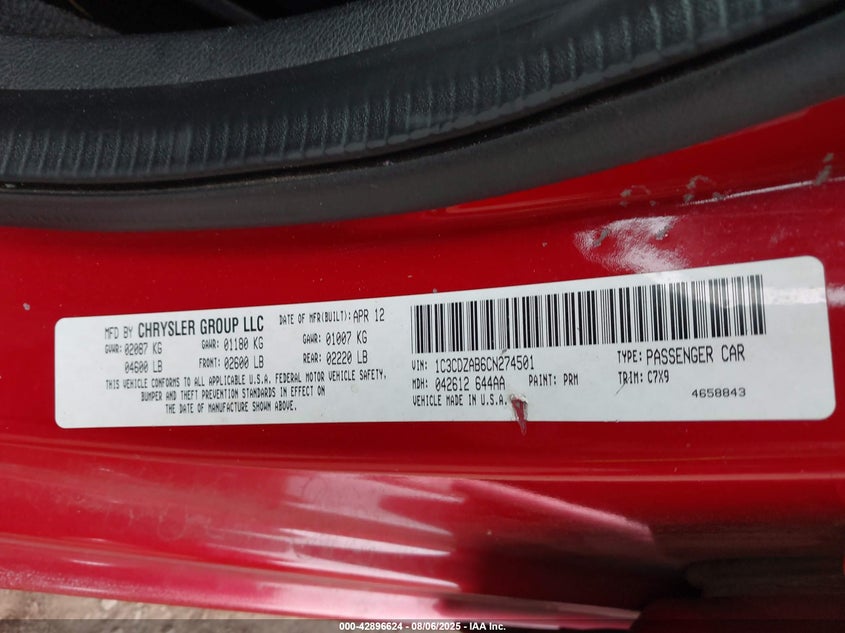 MFD BY CHRYSLER GROUP LLC DATE OF MFR(BUILT):APR 12
GVWR: 02087 KG GAWR: 01180 KG GAWR: 01007 KG
04600 LB FRONT: 02600 LB REAR: 02220 LB
THIS VEHICLE CONFORMS TO ALL APPLICABLE U.S.A. FEDERAL MOTOR VEHICLE SAFETY,
BUMPER AND THEFT PREVENTION STANDARDS IN EFFECT ON
THE DATE OF MANUFACTURE SHOWN ABOVE.
VIN: 1C3CDZAB6CN274501 TYPE: PASSENGER CAR
MDH: 042612 644AA PAINT: PRM TRIM: C7X9
VEHICLE MADE IN U.S.A. 4658843
000-42896624 - 08/06/2025 - IAA Inc.